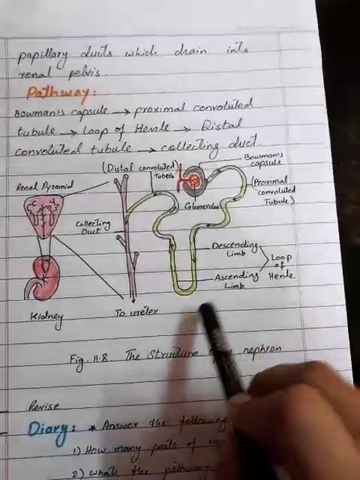 papillary ducts which drain into
renal pelvis
Pathway:
Bowman's capsule → proximal convoluted
tubule → Loop of Henle → Distal
convoluted tubule → collecting duct
(Distal convoluted)
Tubule
Bowman's
capsule
Renal Pyramid
(Proximal
convoluted
Tubule)
Glomerulus
Collecting
Duct
Descending
Limb
Loop
of
Henle
Ascending
Limb
Kidney
To ureter
Fig. 11.8 The Structure nephron
Revise
Diary: * Answer the following
1) How many parts of
2) Whats the pathway